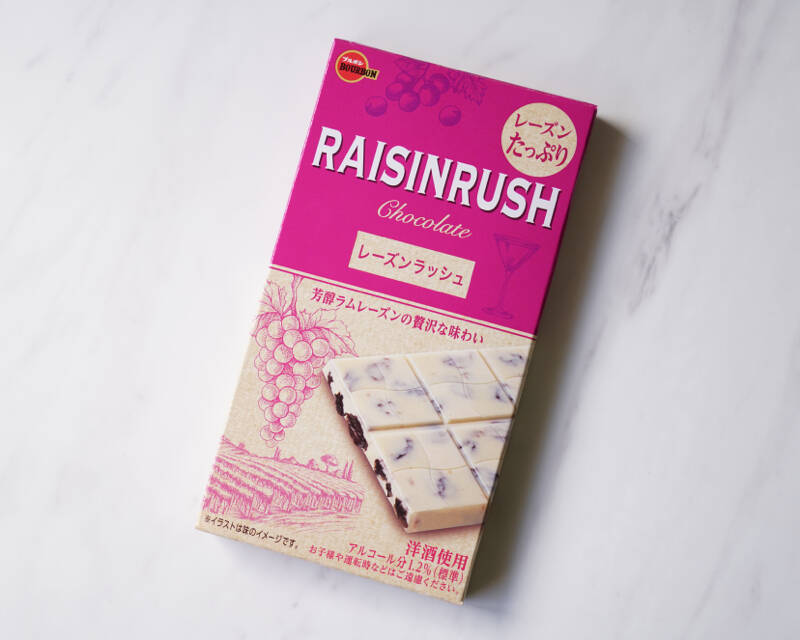 ブルボン
BOURBON
レーズン
たっぷり
RAISINRUSH
Chocolate
レーズンラッシュ
芳醇ラムレーズンの贅沢な味わい
※イラストは味のイメージです。
洋酒使用
アルコール分1.2%(標準)
お子様や運転時などはご遠慮ください。